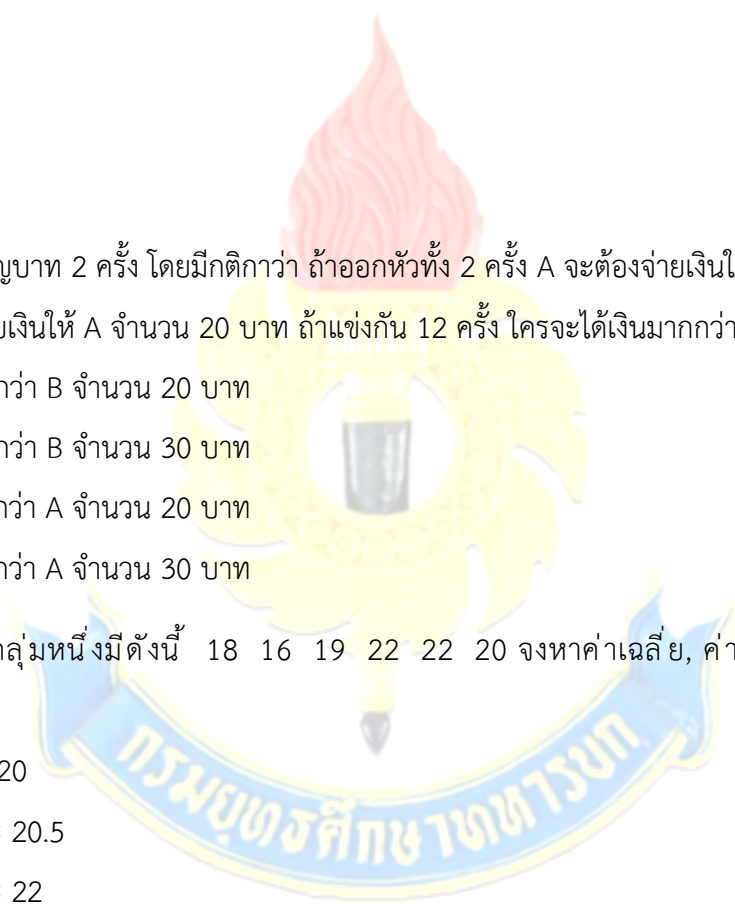 ญบาท 2 ครั้ง โดยมีกติกาว่า ถ้าออกหัวทั้ง 2 ครั้ง A จะต้องจ่ายเงินใ
ยเงินให้ A จำนวน 20 บาท ถ้าแข่งกัน 12 ครั้ง ใครจะได้เงินมากกว่า
กว่า B จำนวน 20 บาท
กว่า B จำนวน 30 บาท
กว่า A จำนวน 20 บาท
กว่า A จำนวน 30 บาท
กลุ่มหนึ่งมีดังนี้ 18 16 19 22 22 20 จงหาค่าเฉลี่ย, ค่า
20
20.5
22
กรมยุทธศึกษาทหารบก